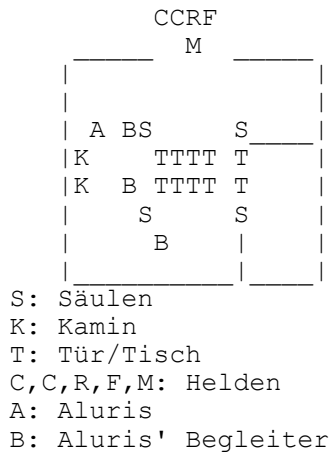 CCRF
M
A BS S
K TTTT T
K B TTTT T
S S
B
S: Säulen
K: Kamin
T: Tür/Tisch
C,C,R,F,M: Helden
A: Aluris
B: Aluris' Begleiter